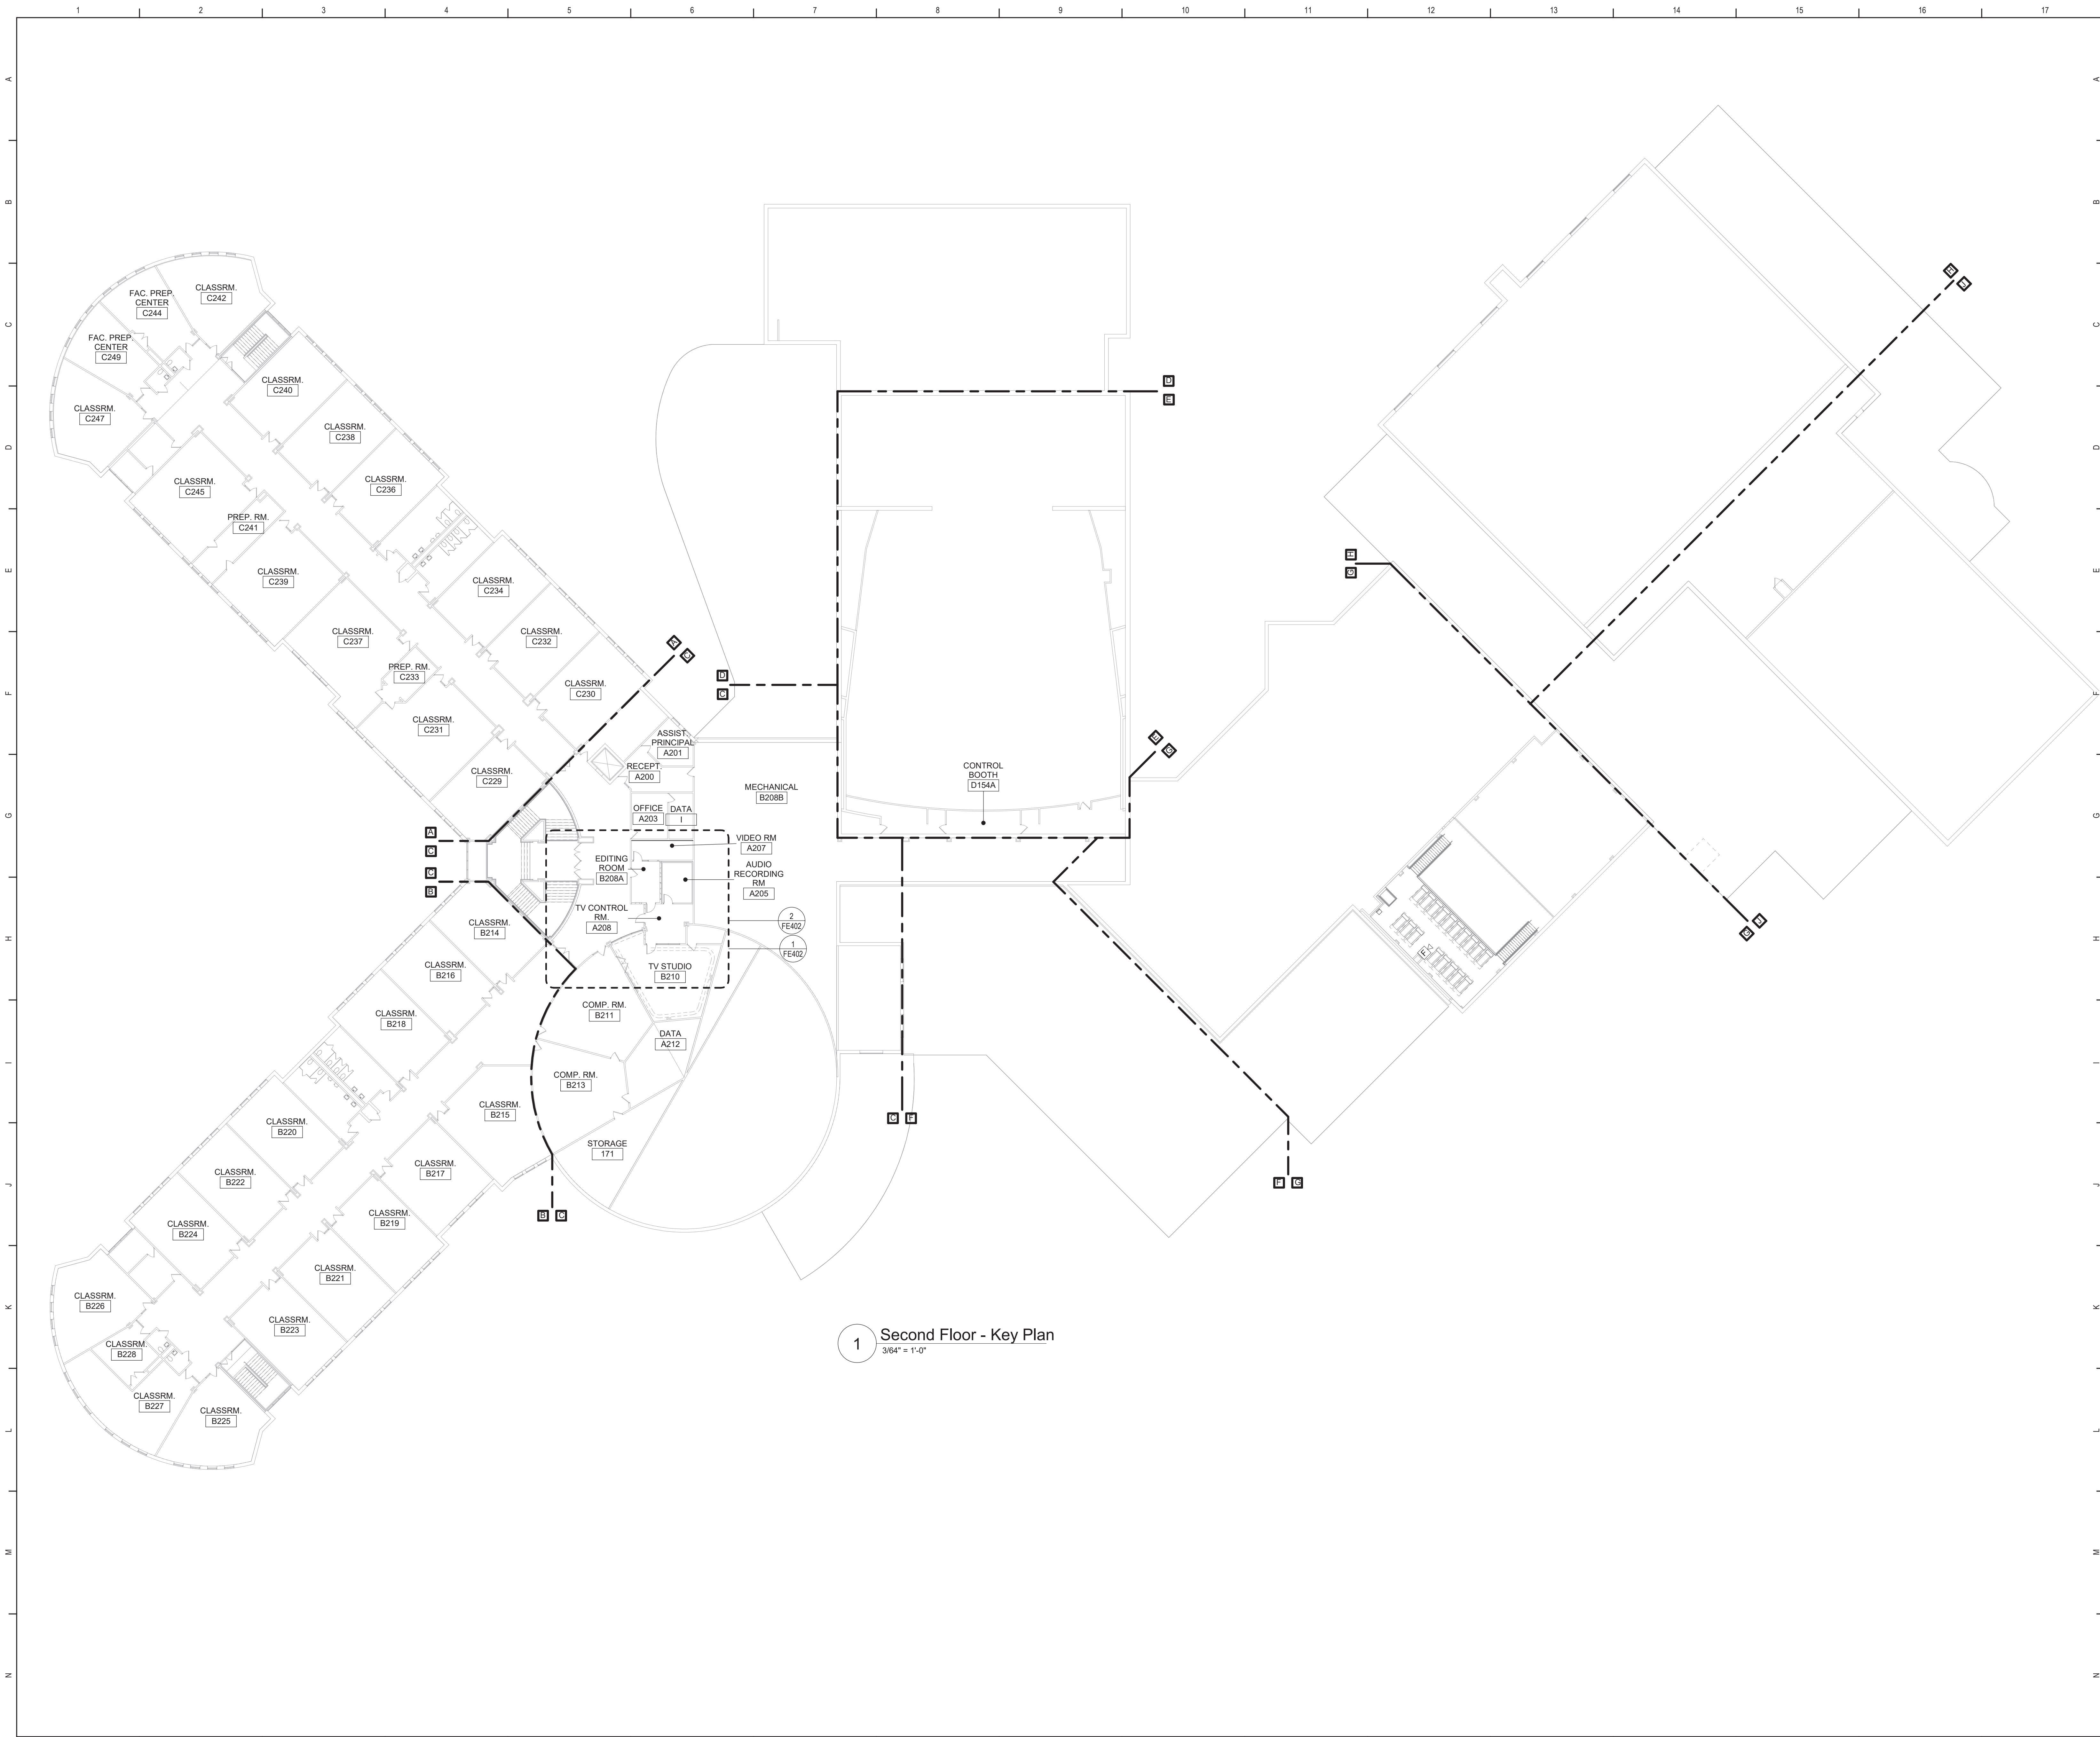 1 2 3 4 5 6 7 8 9 10 11 12 13 14 15 16 17
A
B
C
D
E
F
G
H
I
J
K
L
M
N
A
B
C
D
E
F
G
H
I
J
K
L
M
N
CLASSRM.
C242
FAC. PREP.
CENTER
C244
FAC. PREP.
CENTER
C249
CLASSRM.
C247
CLASSRM.
C240
CLASSRM.
C238
CLASSRM.
C236
CLASSRM.
C245
PREP. RM.
C241
CLASSRM.
C239
CLASSRM.
C234
CLASSRM.
C232
CLASSRM.
C237
PREP. RM.
C233
CLASSRM.
C230
CLASSRM.
C231
CLASSRM.
C229
ASSIST.
PRINCIPAL
A201
RECEPT.
A200
OFFICE
A203
DATA
I
MECHANICAL
B208B
CONTROL
BOOTH
D154A
VIDEO RM
A207
EDITING
ROOM
B208A
AUDIO
RECORDING
RM
A205
TV CONTROL
RM.
A208
TV STUDIO
B210
2
FE402
1
FE402
CLASSRM.
B214
CLASSRM.
B216
CLASSRM.
B218
COMP. RM.
B211
DATA
A212
COMP. RM.
B213
CLASSRM.
B215
STORAGE
171
CLASSRM.
B220
CLASSRM.
B222
CLASSRM.
B217
CLASSRM.
B219
CLASSRM.
B224
CLASSRM.
B221
CLASSRM.
B226
CLASSRM.
B223
CLASSRM.
B228
CLASSRM.
B227
CLASSRM.
B225
A
C
A
C
C
B
D
C
D
E
E
G
H
G
H
J
J
G
C F
F G
B C
F
1
Second Floor - Key Plan
3/64" = 1'-0"